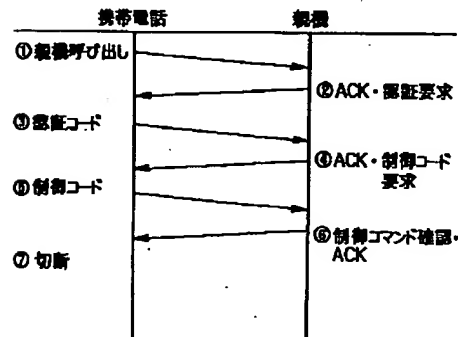 携帯電話
親機
①親機呼び出し
②ACK・認証要求
③認証コード
④ACK・制御コード
要求
⑤制御コード
⑥制御コマンド確認・
ACK
⑦切断